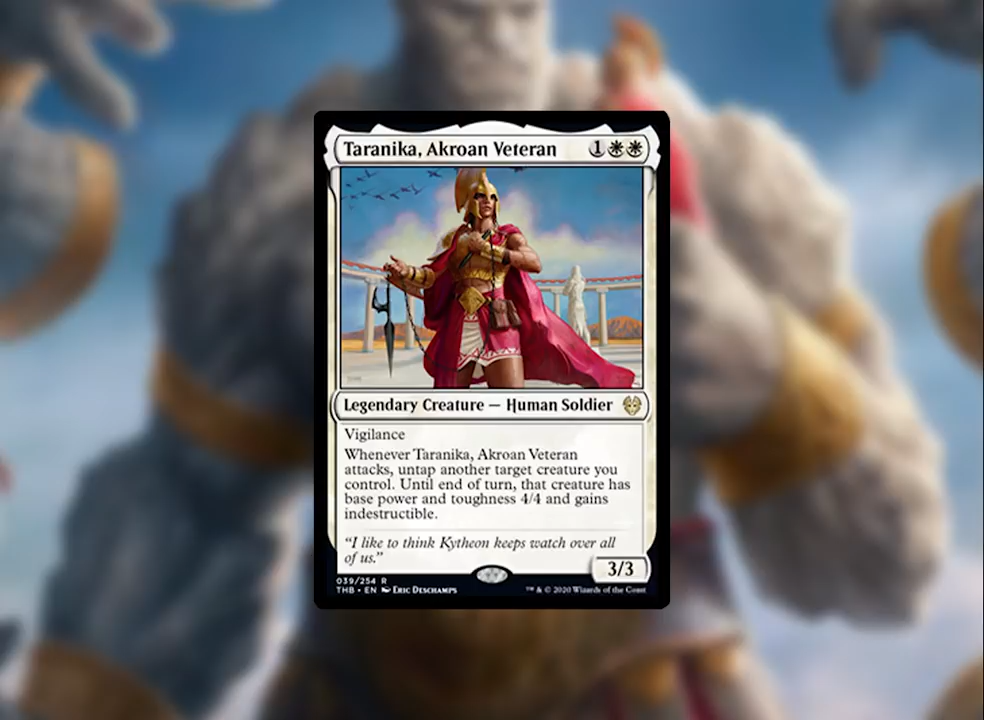 Taranika, Akroan Veteran 1
Legendary Creature — Human Soldier
Vigilance
Whenever Taranika, Akroan Veteran
attacks, untap another target creature you
control. Until end of turn, that creature has
base power and toughness 4/4 and gains
indestructible.
“I like to think Kytheon keeps watch over all
of us.”
3/3
039/254 R
THB • EN Eric Deschamps
™ & © 2020 Wizards of the Coast